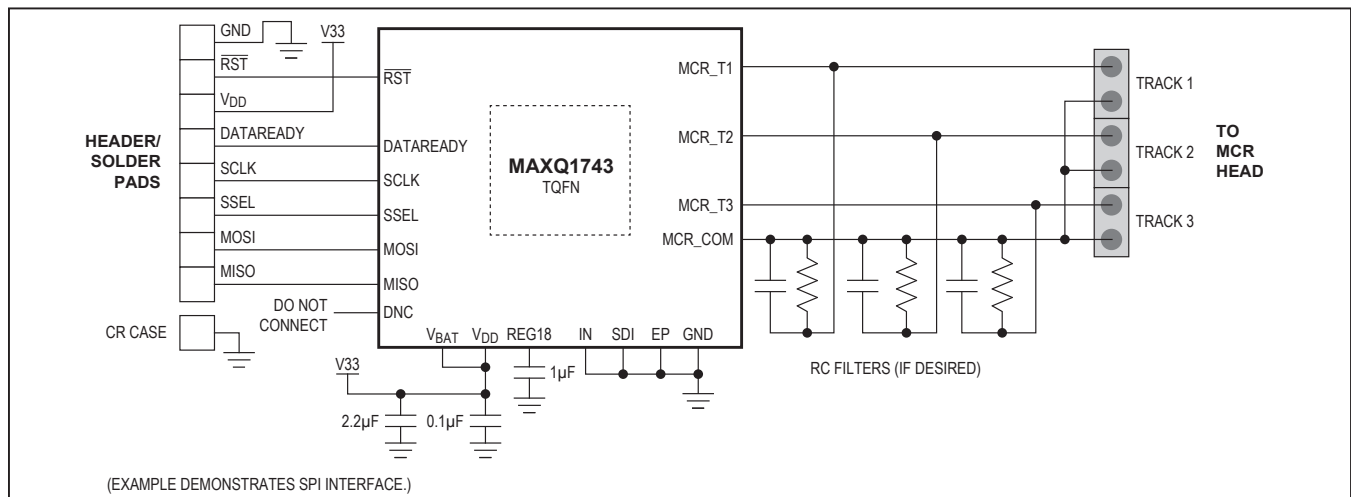 GND
V33
RST
VDD
DATAREADY
SCLK
SSEL
MOSI
MISO
HEADER/
SOLDER
PADS
CR CASE
DO NOT
CONNECT
RST
DATAREADY
SCLK
SSEL
MOSI
MISO
DNC
MAXQ1743
TQFN
MCR_T1
MCR_T2
MCR_T3
MCR_COM
VBAT
VDD
REG18
IN
SDI
EP
GND
V33
2.2µF
0.1µF
1µF
RC FILTERS (IF DESIRED)
TRACK 1
TRACK 2
TRACK 3
TO
MCR
HEAD
(EXAMPLE DEMONSTRATES SPI INTERFACE.)